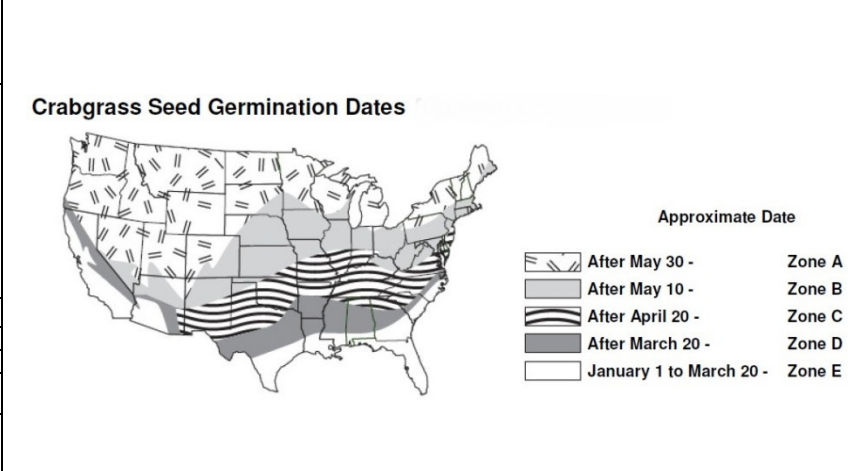 Crabgrass Seed Germination Dates
Approximate Date
After May 30 - Zone A
After May 10 - Zone B
After April 20 - Zone C
After March 20 - Zone D
January 1 to March 20 - Zone E